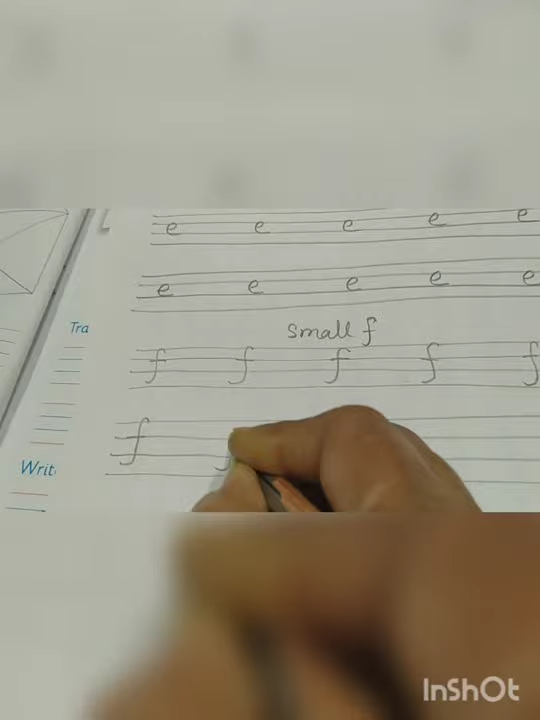 e e e e e
e e e e e
small f
Tra
f f f f f
f
Writ
InShOt